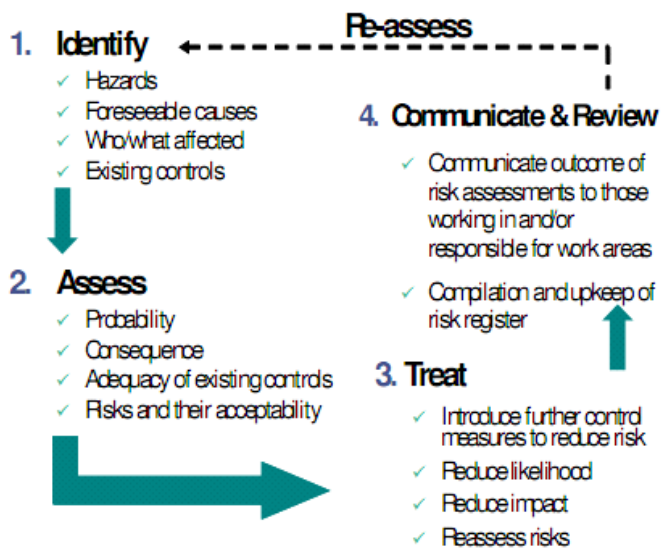 Re-assess
1. Identify
✓ Hazards
✓ Foreseeable causes
✓ Who/what affected
✓ Existing controls
2. Assess
✓ Probability
✓ Consequence
✓ Adequacy of existing controls
✓ Risks and their acceptability
3. Treat
✓ Introduce further control
measures to reduce risk
✓ Reduce likelihood
✓ Reduce impact
✓ Reassess risks
4. Communicate & Review
✓ Communicate outcome of
risk assessments to those
working in and/or
responsible for work areas
✓ Compilation and upkeep of
risk register